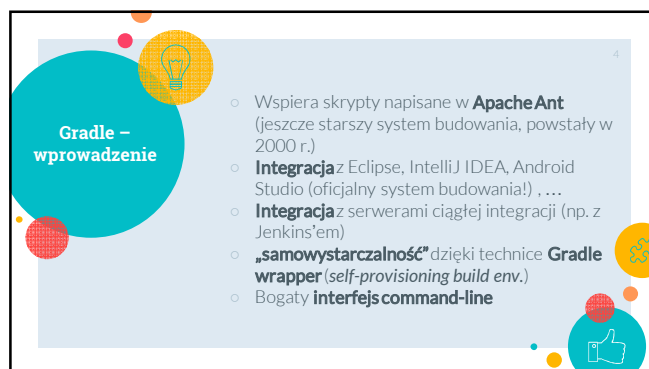 4
Gradle –
wprowadzenie
○ Wspiera skrypty napisane w Apache Ant
(jeszcze starszy system budowania, powstały w
2000 r.)
○ Integracja z Eclipse, IntelliJ IDEA, Android
Studio (oficjalny system budowania!) , …
○ Integracja z serwerami ciągłej integracji (np. z
Jenkins’em)
○ „samowystarczalność” dzięki technice Gradle
wrapper (self-provisioning build env.)
○ Bogaty interfejs command-line